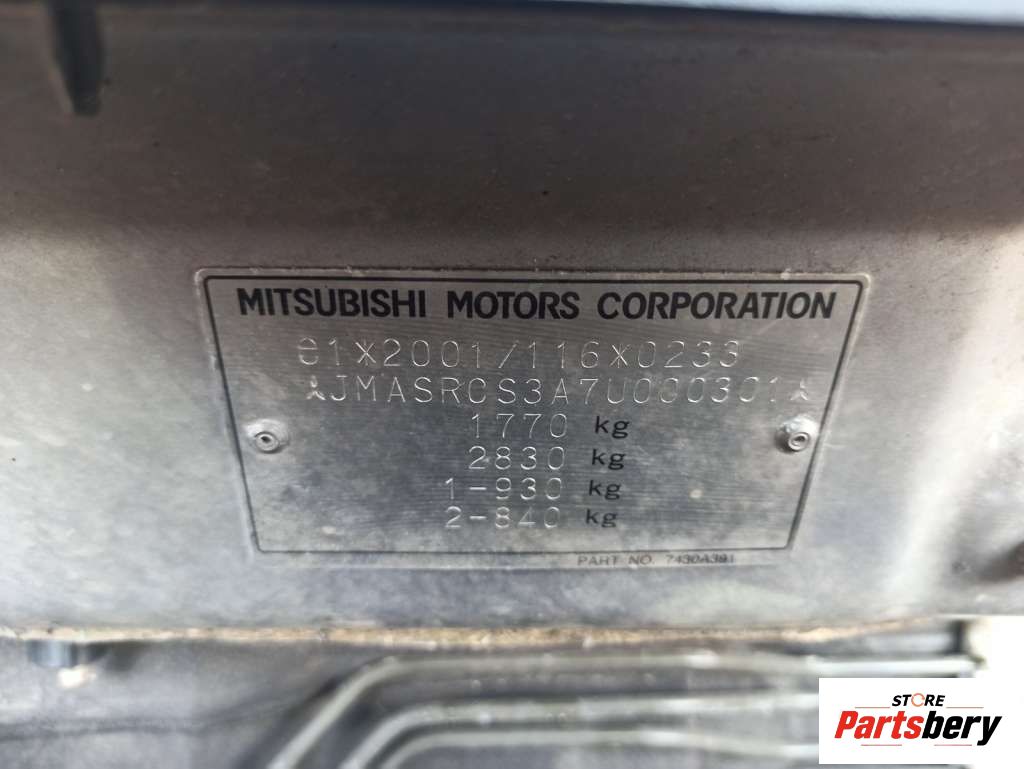 MITSUBISHI MOTORS CORPORATION
e1*2001/116*0233
JMASRCS3A7U000301
1770 kg
2830 kg
1-930 kg
2-840 kg
PART NO. 7430A391
STORE
Partsbery